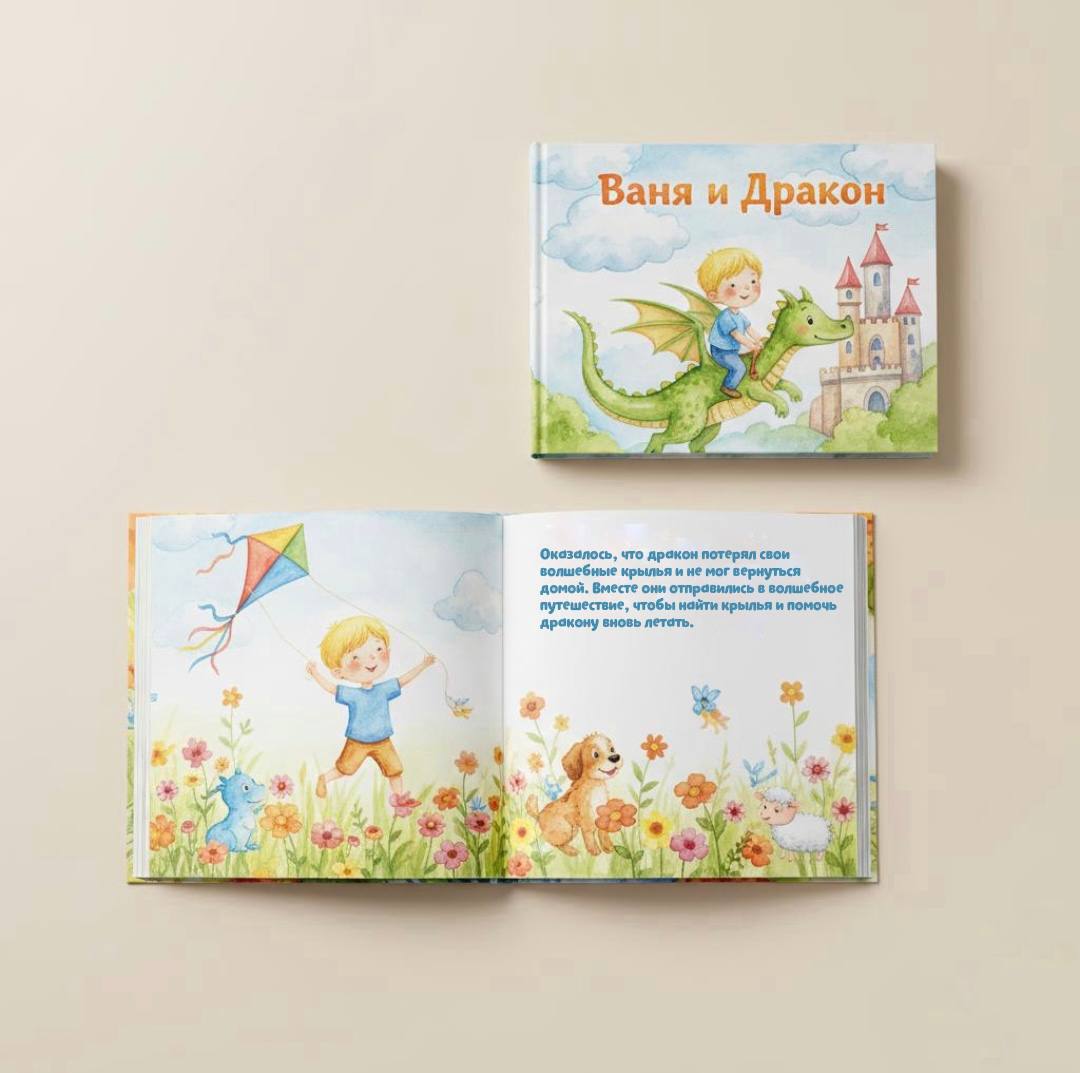 Ваня и Дракон
Оказалось, что дракон потерял свои
волшебные крылья и не мог вернуться
домой. Вместе они отправились в волшебное
путешествие, чтобы найти крылья и помочь
дракону вновь летать.